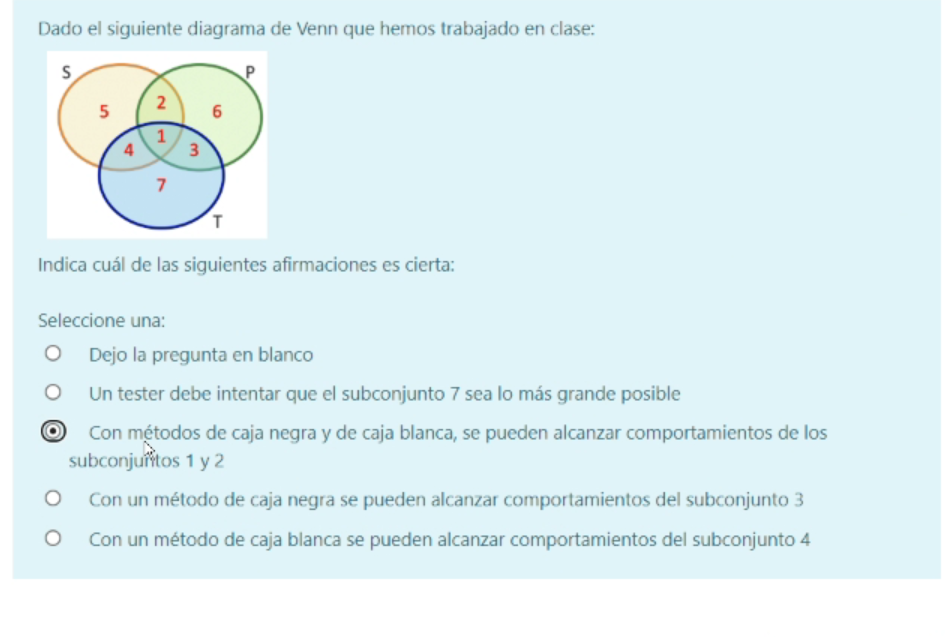 Dado el siguiente diagrama de Venn que hemos trabajado en clase:
S
P
5
2
6
1
4
3
7
T
Indica cuál de las siguientes afirmaciones es cierta:
Seleccione una:
Dejo la pregunta en blanco
Un tester debe intentar que el subconjunto 7 sea lo más grande posible
Con métodos de caja negra y de caja blanca, se pueden alcanzar comportamientos de los
subconjuntos 1 y 2
Con un método de caja negra se pueden alcanzar comportamientos del subconjunto 3
Con un método de caja blanca se pueden alcanzar comportamientos del subconjunto 4